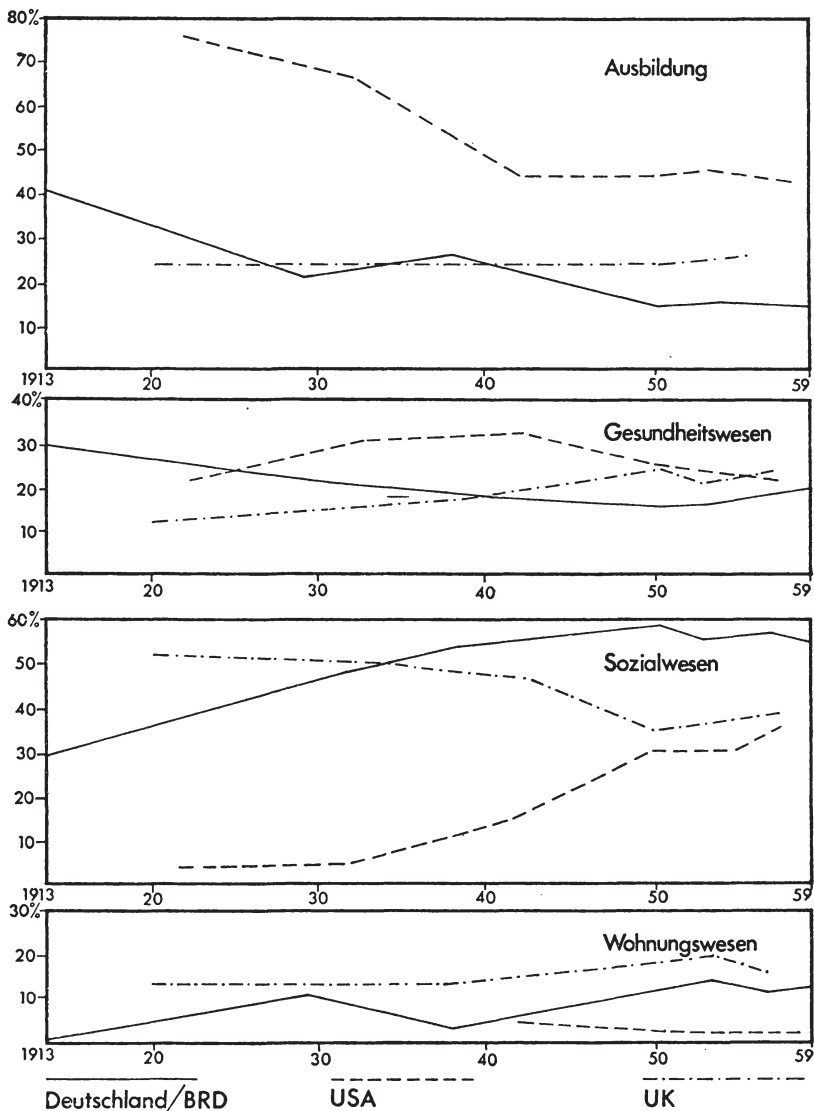 80%
70
Ausbildung
60
50
40
30
20
10
1913 20 30 40 50 59
40%
30 Gesundheitswesen
20
10
1913 20 30 40 50 59
60%
50 Sozialwesen
40
30
20
10
1913 20 30 40 50 59
30%
Wohnungswesen
20
10
1913 20 30 40 50 59
Deutschland/BRD USA UK